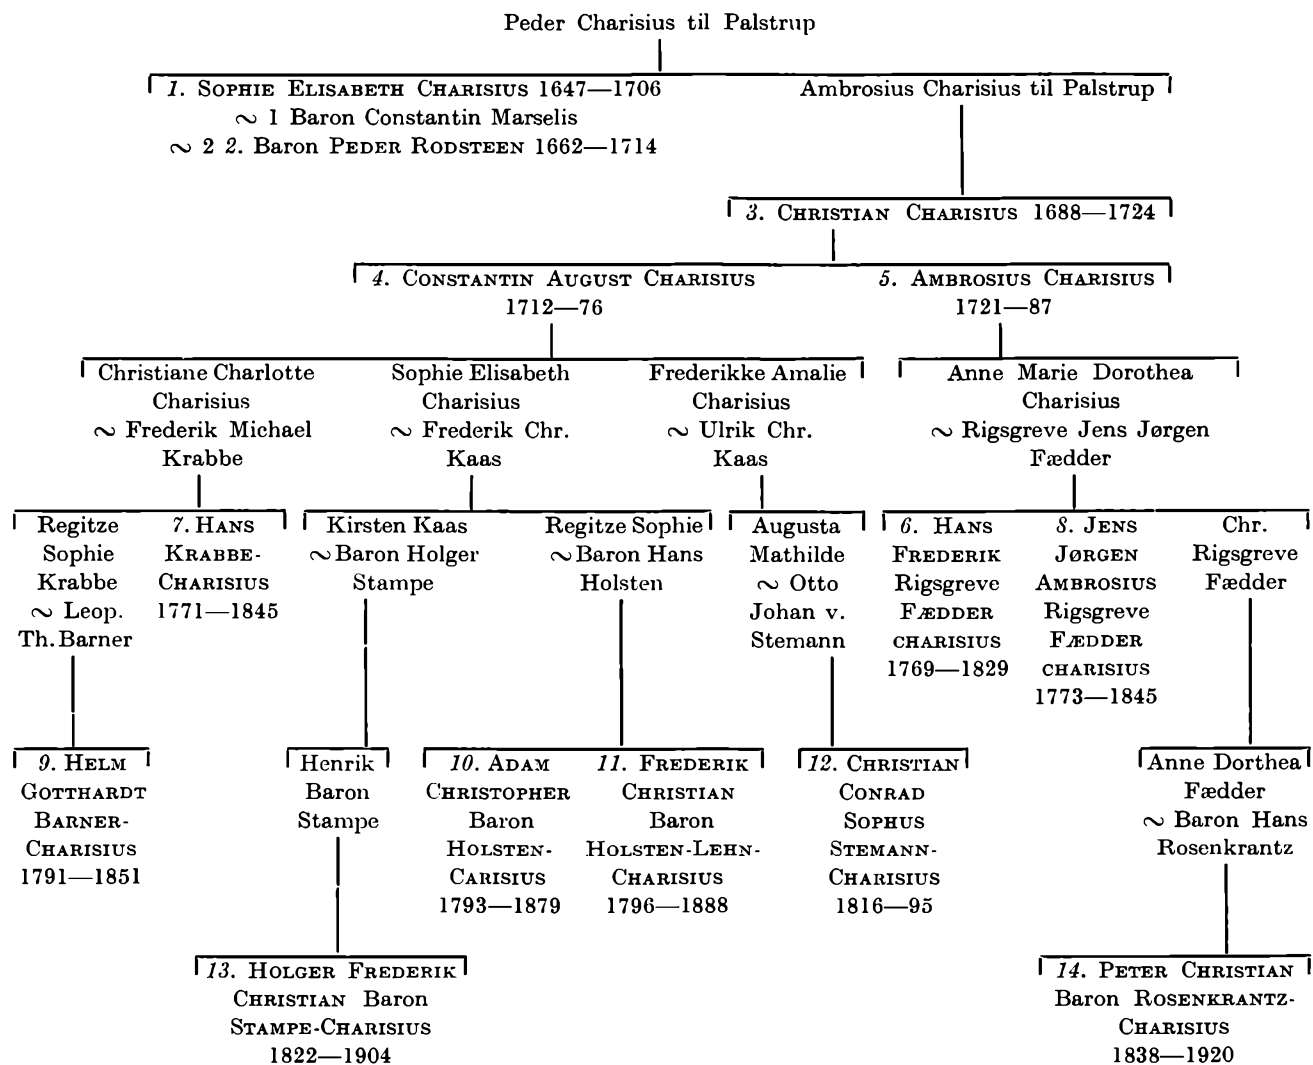 Peder Charisius til Palstrup
1. Sophie Elisabeth Charisius 1647—1706
∾ 1 Baron Constantin Marselis
∾ 2 2. Baron Peder Rodsteen 1662—1714
Ambrosius Charisius til Palstrup
3. Christian Charisius 1688—1724
4. Constantin August Charisius
1712—76
5. Ambrosius Charisius
1721—87
Christiane Charlotte
Charisius
∾ Frederik Michael
Krabbe
Sophie Elisabeth
Charisius
∾ Frederik Chr.
Kaas
Frederikke Amalie
Charisius
∾ Ulrik Chr.
Kaas
Anne Marie Dorothea
Charisius
∾ Rigsgreve Jens Jørgen
Fædder
Regitze
Sophie
Krabbe
∾ Leop.
Th. Barner
7. Hans
Krabbe-
Charisius
1771—1845
Kirsten Kaas
∾ Baron Holger
Stampe
Regitze Sophie
∾ Baron Hans
Holsten
Augusta
Mathilde
∾ Otto
Johan v.
Stemann
6. Hans
Frederik
Rigsgreve
Fædder
charisius
1769—1829
8. Jens
Jørgen
Ambrosius
Rigsgreve
Fædder
charisius
1773—1845
Chr.
Rigsgreve
Fædder
9. Helm
Gotthardt
Barner-
Charisius
1791—1851
Henrik
Baron
Stampe
10. Adam
Christopher
Baron
Holsten-
Carisius
1793—1879
11. Frederik
Christian
Baron
Holsten-Lehn-
Charisius
1796—1888
12. Christian
Conrad
Sophus
Stemann-
Charisius
1816—95
Anne Dorthea
Fædder
∾ Baron Hans
Rosenkrantz
13. Holger Frederik
Christian Baron
Stampe-Charisius
1822—1904
14. Peter Christian
Baron Rosenkrantz-
Charisius
1838—1920